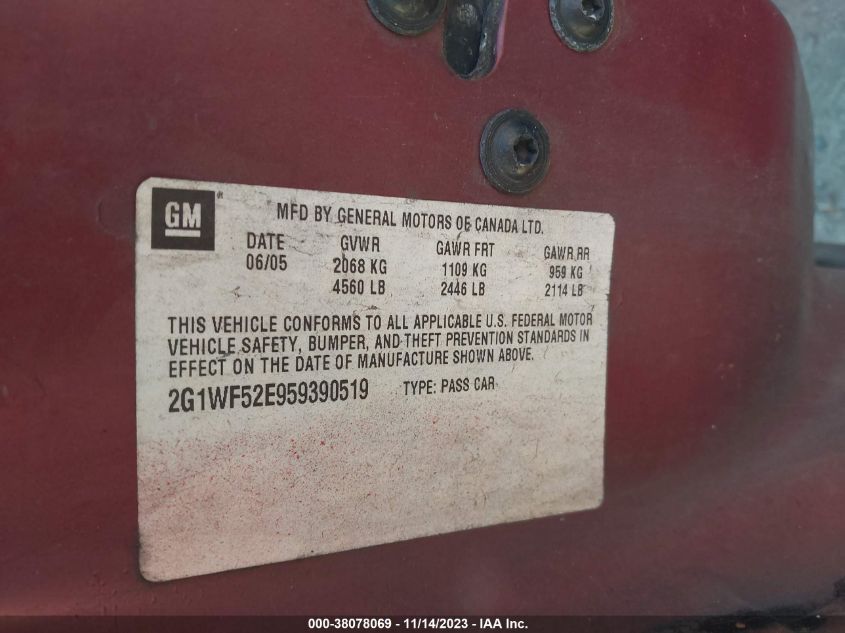 GM
MFD BY GENERAL MOTORS OF CANADA LTD.
DATE GVWR GAWR FRT GAWR RR
06/05 2068 KG 1109 KG 959 KG
4560 LB 2446 LB 2114 LB
THIS VEHICLE CONFORMS TO ALL APPLICABLE U.S. FEDERAL MOTOR
VEHICLE SAFETY, BUMPER, AND THEFT PREVENTION STANDARDS IN
EFFECT ON THE DATE OF MANUFACTURE SHOWN ABOVE.
2G1WF52E959390519 TYPE: PASS CAR
000-38078069 - 11/14/2023 - IAA Inc.